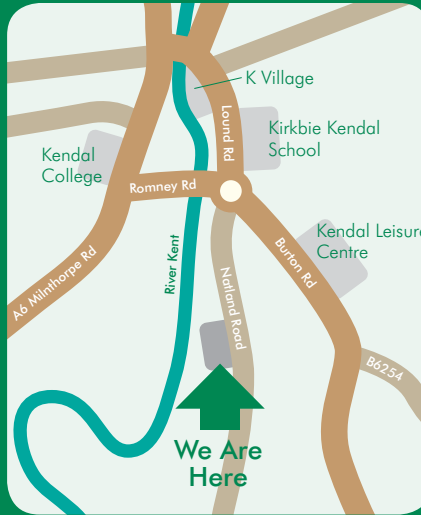 K Village
Lound Rd
Kirkbie Kendal
School
Kendal
College
Romney Rd
Kendal Leisure
Centre
A6 Milnthorpe Rd
River Kent
Natland Road
Burton Rd
B6254
We Are
Here